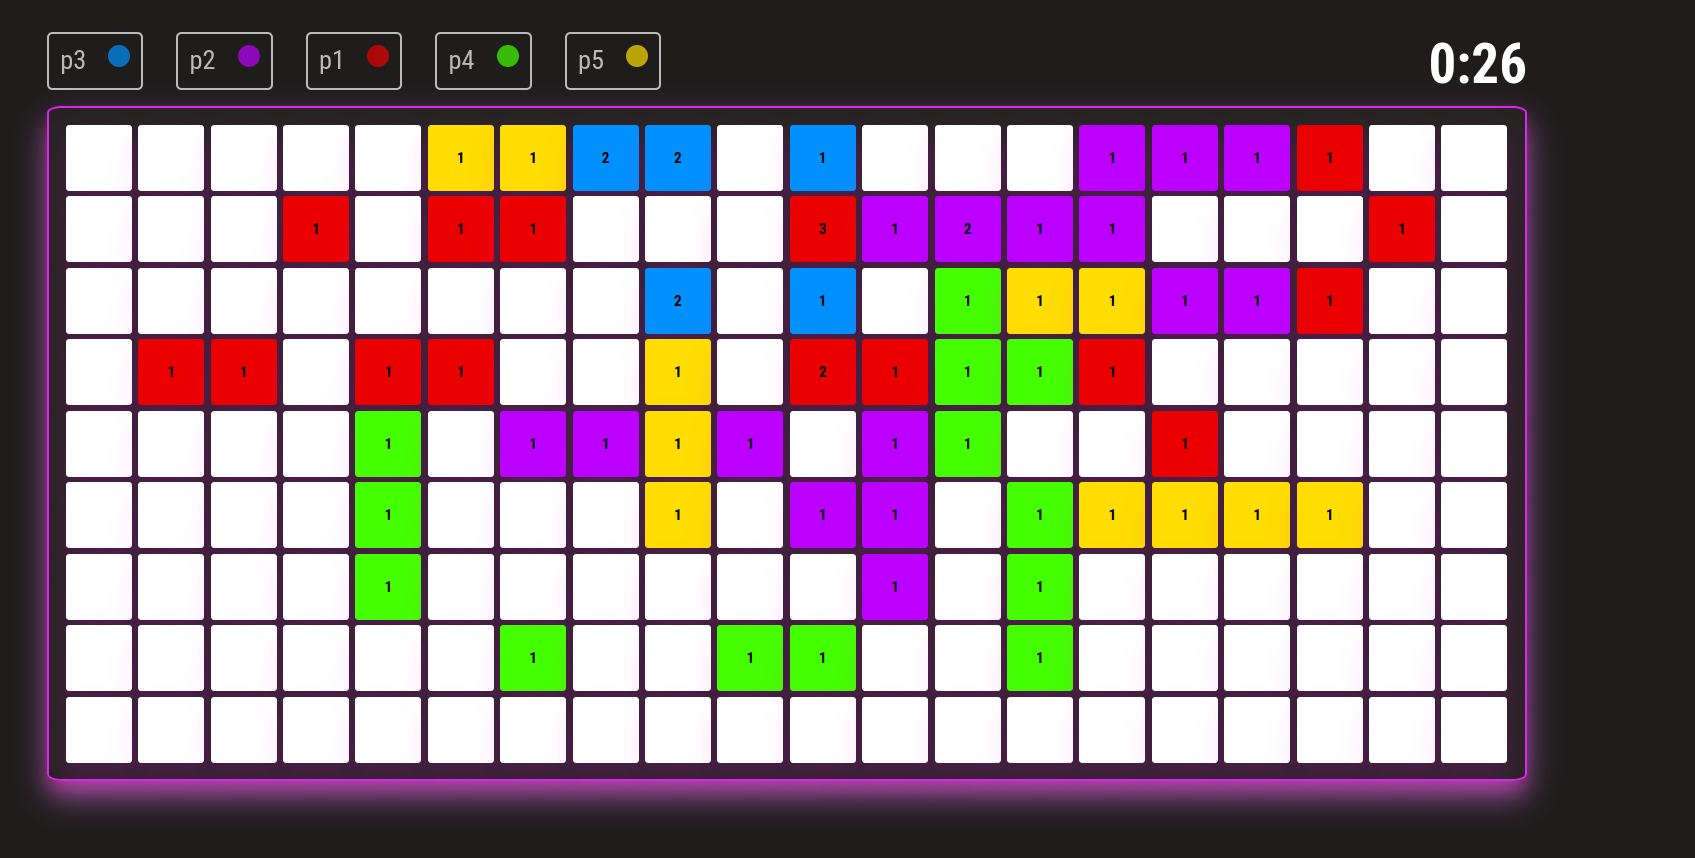 p3 p2 p1 p4 p5 0:26
1 1 2 2 1 1 1 1 1
1 1 1 3 1 2 1 1 1
2 1 1 1 1 1 1 1
1 1 1 1 1 2 1 1 1 1
1 1 1 1 1 1 1 1
1 1 1 1 1 1 1 1 1
1 1 1
1 1 1 1